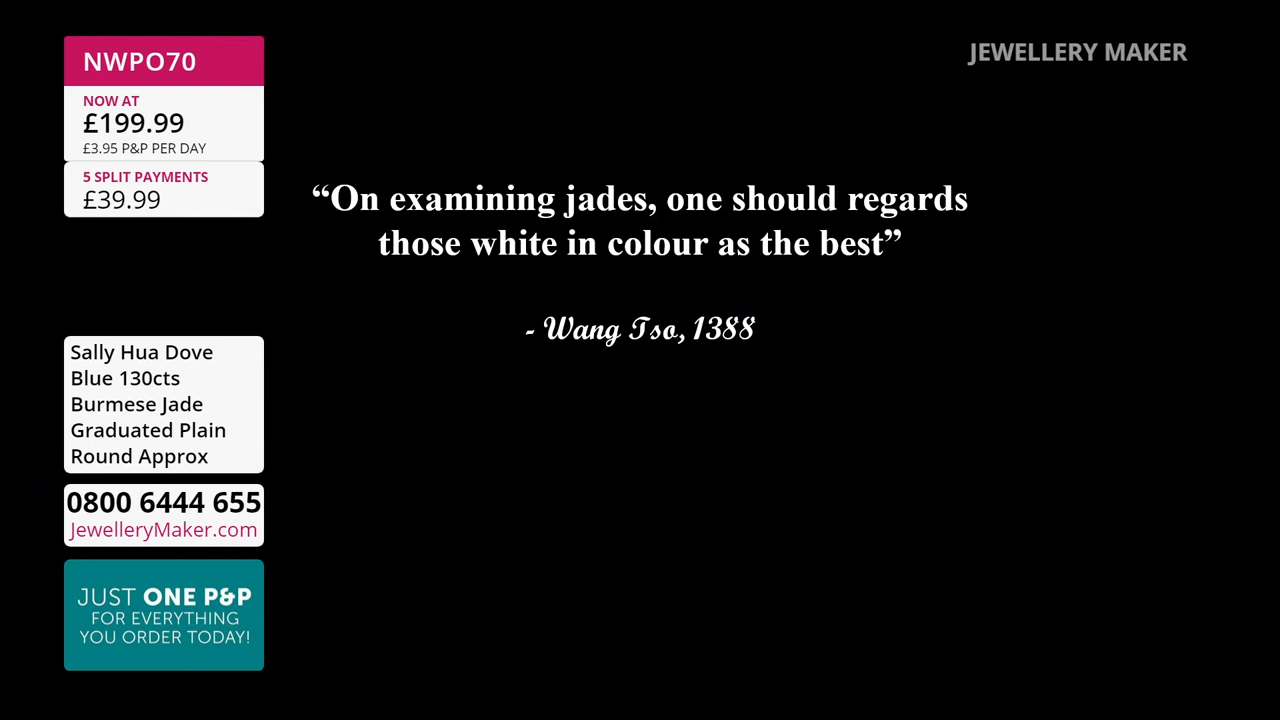 NWPO70
NOW AT
£199.99
£3.95 P&P PER DAY
5 SPLIT PAYMENTS
£39.99
JEWELLERY MAKER
“On examining jades, one should regards
those white in colour as the best”
- Wang Tso, 1388
Sally Hua Dove
Blue 130cts
Burmese Jade
Graduated Plain
Round Approx
0800 6444 655
JewelleryMaker.com
JUST ONE P&P
FOR EVERYTHING
YOU ORDER TODAY!